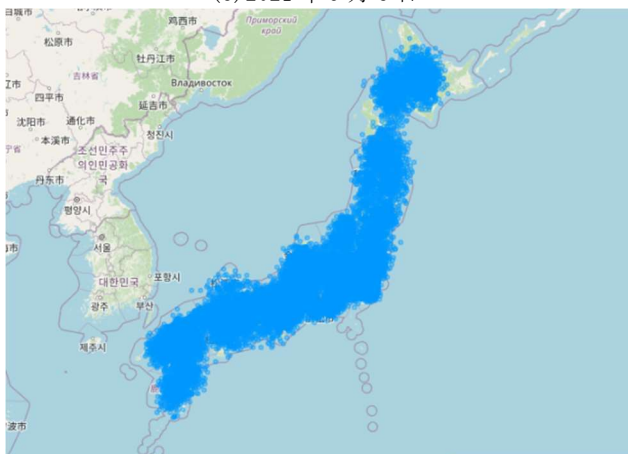 鸡西市
Приморский
край
松原市
牡丹江市
吉林省
Владивосток
四平市
延吉市
沈阳市
通化市
청진시
本溪市
조선민주주
의인민공화
국
丹东市
평양시
서울
포항시
대한민국
광주
부산
제주시